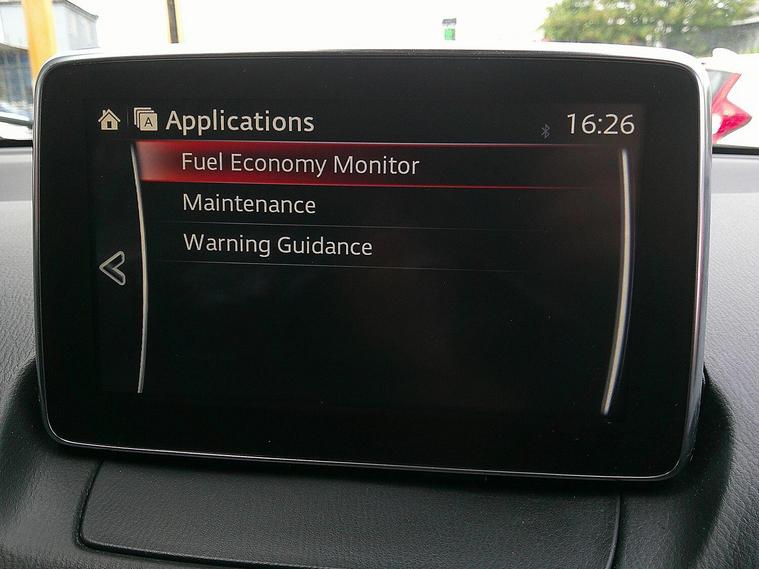 Applications
16:26
Fuel Economy Monitor
Maintenance
Warning Guidance